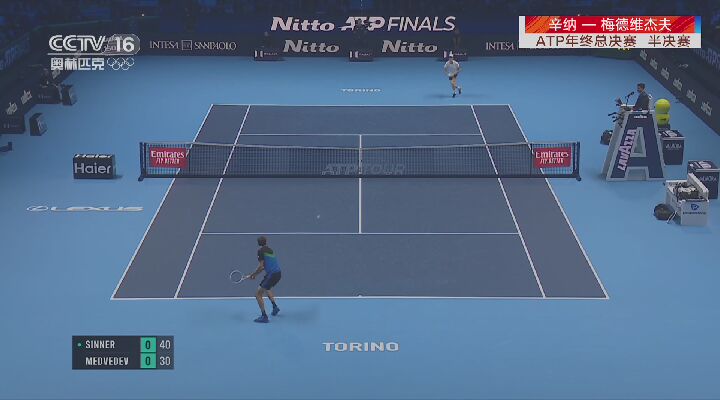 CCTV 16
奥林匹克
辛纳 — 梅德维杰夫
ATP年终总决赛 半决赛
Nitto ATP FINALS
INTESA SANPAOLO
Nitto
Nitto
INTESA
TORINO
Emirates
ATP TOUR
Emirates
LAVAZZA
A
Haier
LEXUS
TORINO
SINNER 0 40
MEDVEDEV 0 30